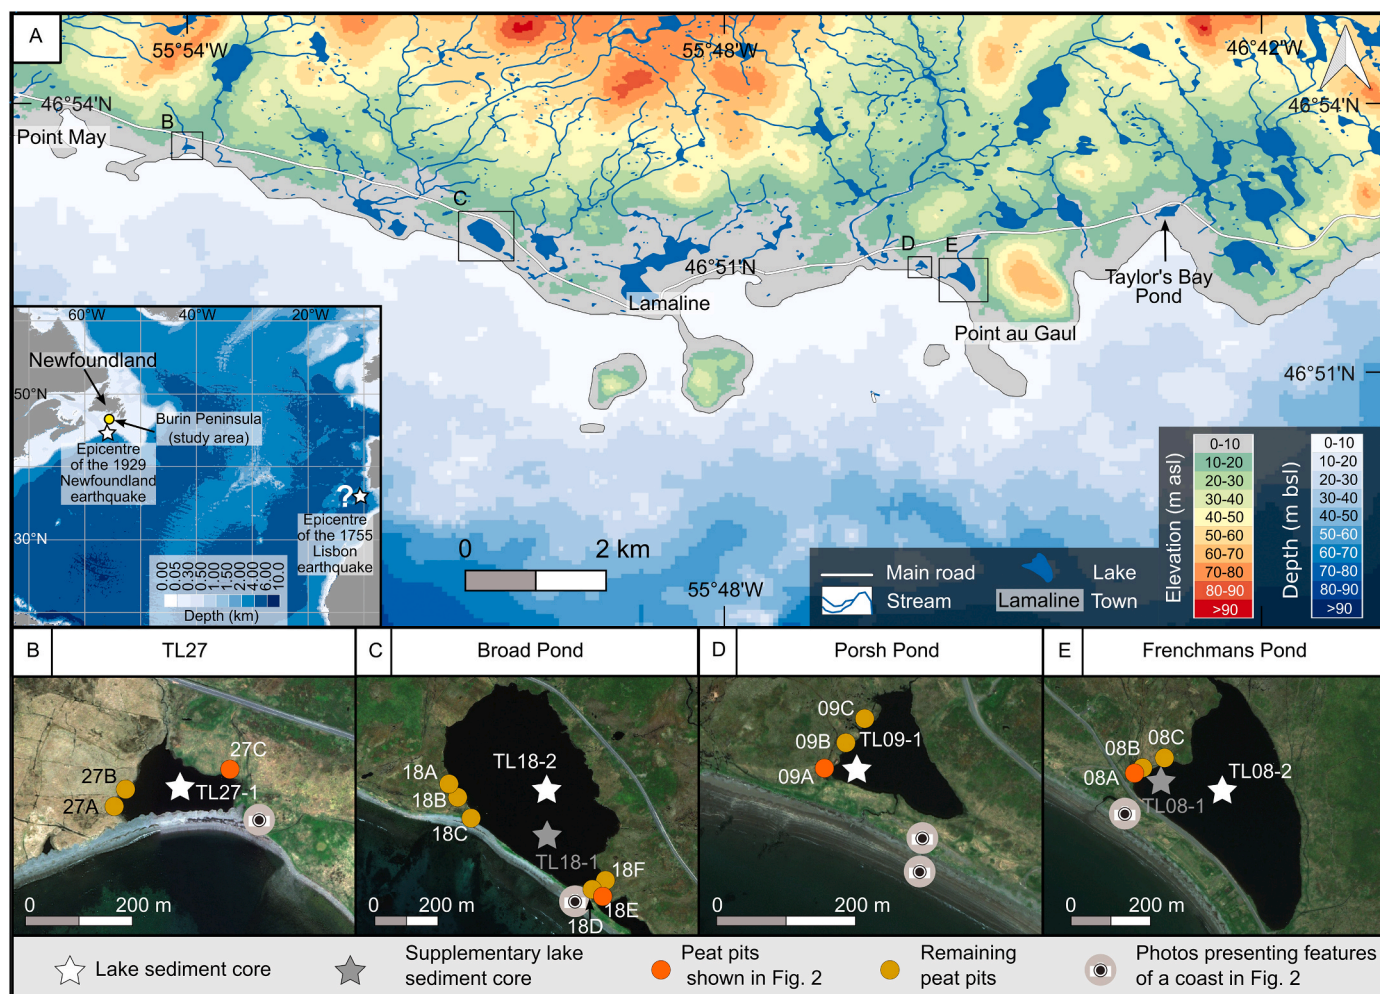 A
55°54'W
55°48'W
46°42'W
46°54'N
46°54'N
Point May
B
C
D
E
46°51'N
Lamaline
Taylor's Bay
Pond
Point au Gaul
46°51'N
60°W
40°W
20°W
Newfoundland
50°N
Burin Peninsula
(study area)
Epicentre
of the 1929
Newfoundland
earthquake
?
Epicentre
of the 1755
Lisbon
earthquake
30°N
0.00
0.05
0.30
0.50
1.00
1.50
2.00
4.00
6.00
10.0
Depth (km)
0
2 km
55°48'W
Main road
Stream
Lake
Lamaline
Town
Elevation (m asl)
0-10
10-20
20-30
30-40
40-50
50-60
60-70
70-80
80-90
>90
Depth (m bsl)
0-10
10-20
20-30
30-40
40-50
50-60
60-70
70-80
80-90
>90
B
TL27
27C
27B
27A
TL27-1
0
200 m
C
Broad Pond
TL18-2
18A
18B
18C
TL18-1
18F
18E
18D
0
200 m
D
Porsh Pond
09C
09B
TL09-1
09A
0
200 m
E
Frenchmans Pond
08B
08C
08A
TL08-2
TL08-1
0
200 m
Lake sediment core
Supplementary lake
sediment core
Peat pits
shown in Fig. 2
Remaining
peat pits
Photos presenting features
of a coast in Fig. 2